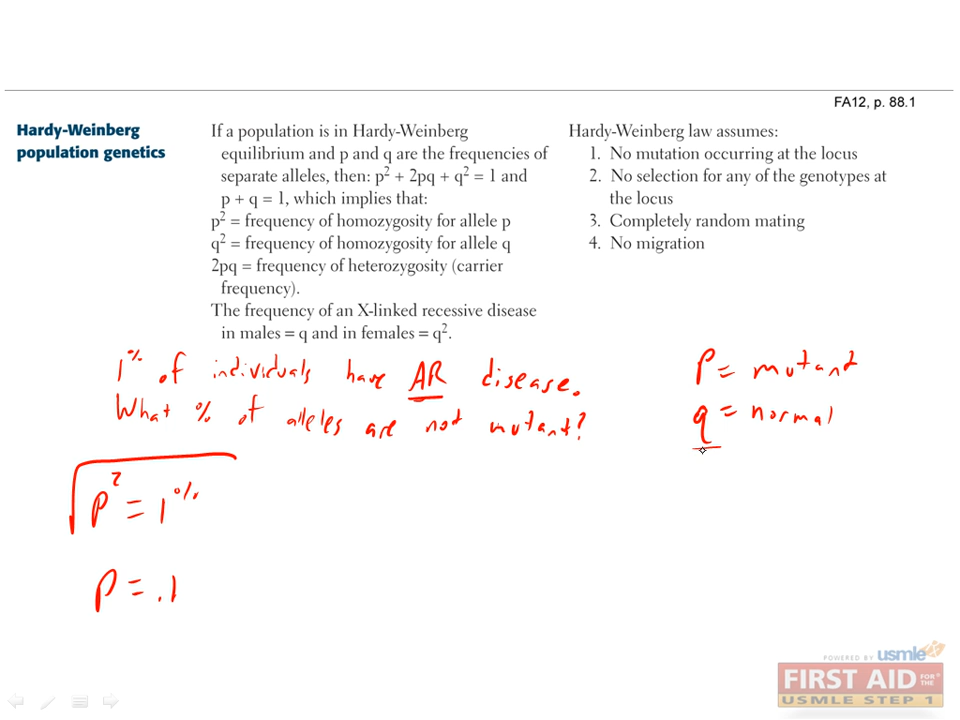 FA12, p. 88.1
Hardy-Weinberg
population genetics
If a population is in Hardy-Weinberg
equilibrium and p and q are the frequencies of
separate alleles, then: p² + 2pq + q² = 1 and
p + q = 1, which implies that:
p² = frequency of homozygosity for allele p
q² = frequency of homozygosity for allele q
2pq = frequency of heterozygosity (carrier
frequency).
The frequency of an X-linked recessive disease
in males = q and in females = q².
Hardy-Weinberg law assumes:
1. No mutation occurring at the locus
2. No selection for any of the genotypes at
the locus
3. Completely random mating
4. No migration
1% of individuals have AR disease.
What % of alleles are not mutant?
P = mutant
q = normal
√P² = 1%
P = .1
POWERED BY usmle
FIRST AID FOR THE
USMLE STEP 1